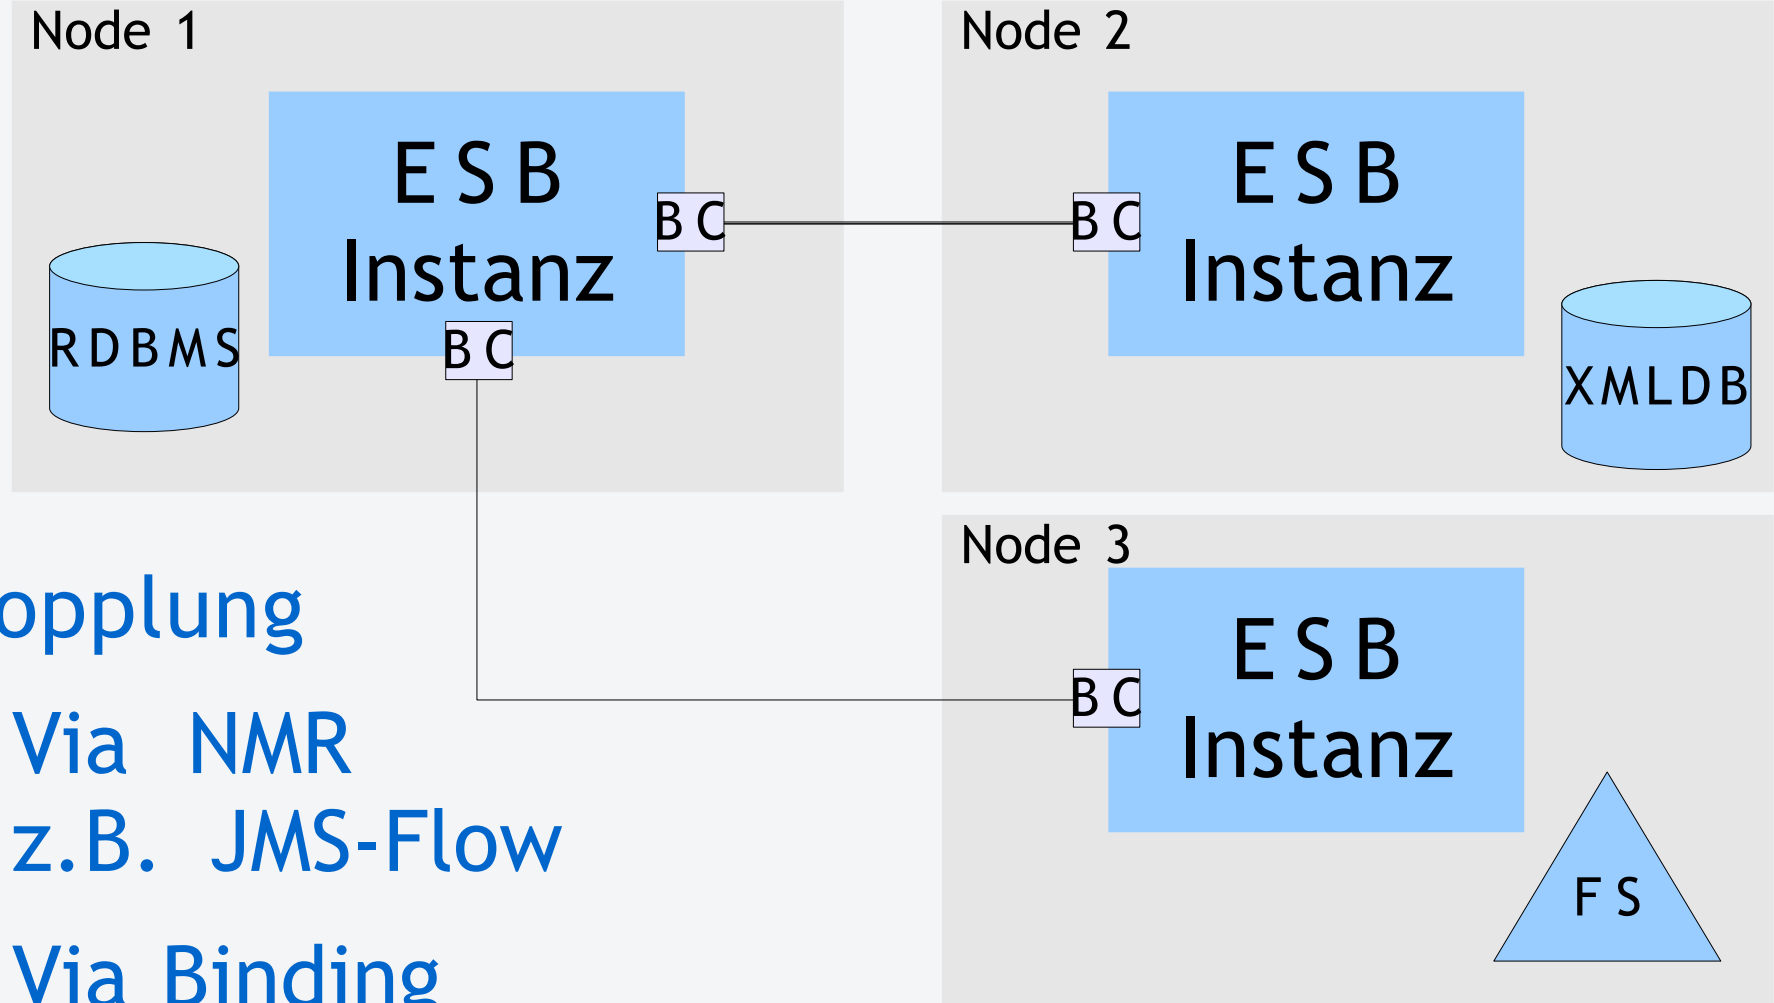 Node 1
ESB
Instanz
BC
BC
RDBMS
Node 2
ESB
Instanz
BC
XMLDB
Node 3
ESB
Instanz
BC
FS
opplung
Via NMR
z.B. JMS-Flow
Via Binding